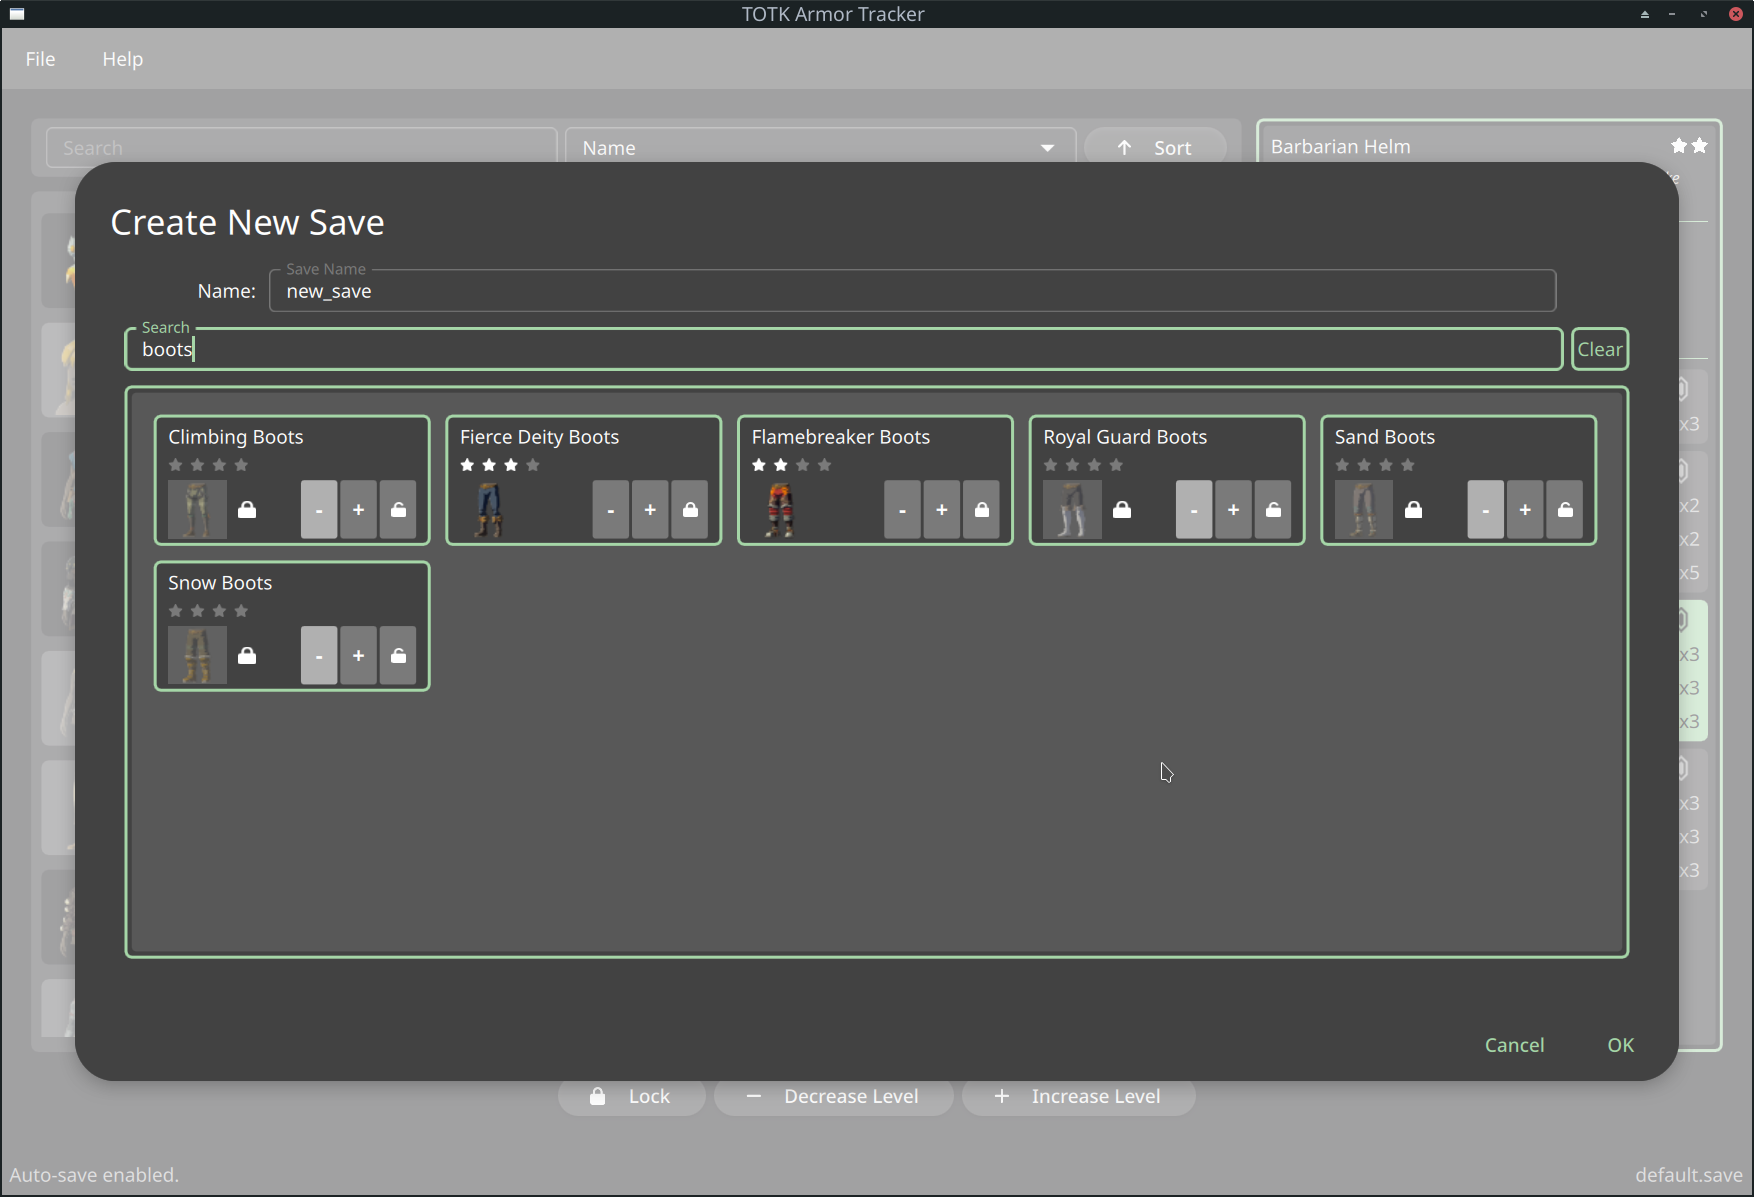 TOTK Armor Tracker
File Help
Search Name Sort
Barbarian Helm
Create New Save
Save Name
Name: new_save
Search
boots
Clear
Climbing Boots
- +
Fierce Deity Boots
- +
Flamebreaker Boots
- +
Royal Guard Boots
- +
Sand Boots
- +
Snow Boots
- +
x3
x2
x2
x5
x3
x3
x3
x3
x3
x3
Cancel OK
Lock Decrease Level Increase Level
Auto-save enabled. default.save